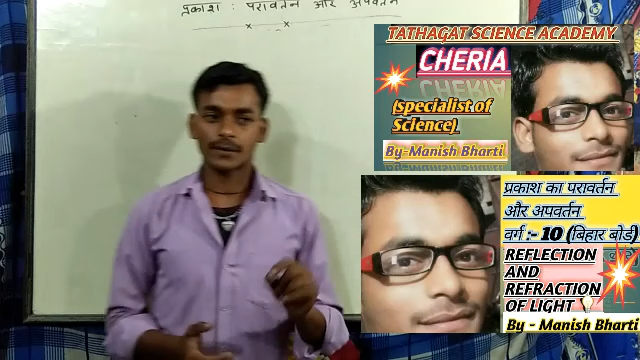 प्रकाश : परावर्तन और अपवर्तन
TATHAGAT SCIENCE ACADEMY
CHERIA
(specialist of
Science)
By-Manish Bharti
प्रकाश का परावर्तन
और अपवर्तन
वर्ग :- 10 (बिहार बोर्ड)
REFLECTION
AND
REFRACTION
OF LIGHT
By - Manish Bharti